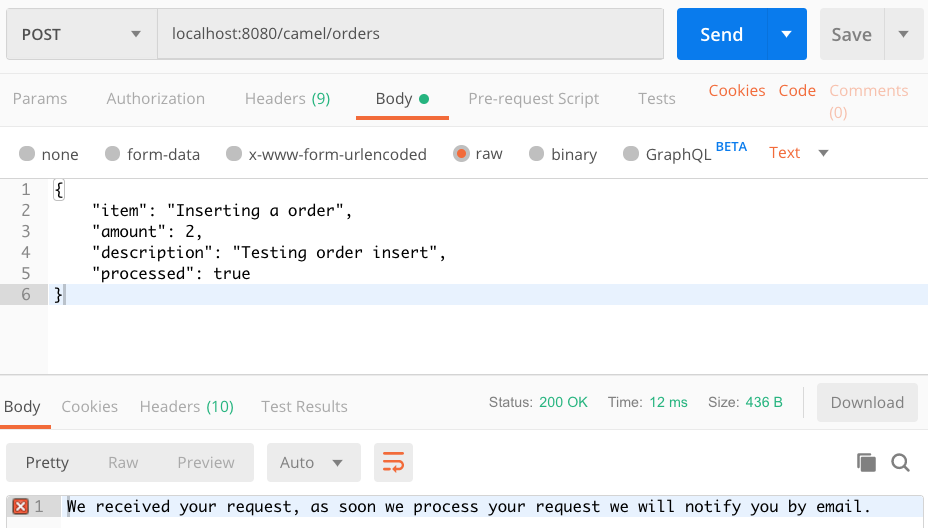 POST localhost:8080/camel/orders Send Save
Params Authorization Headers (9) Body Pre-request Script Tests Cookies Code Comments (0)
none form-data x-www-form-urlencoded raw binary GraphQL BETA Text
1 {
2 "item": "Inserting a order",
3 "amount": 2,
4 "description": "Testing order insert",
5 "processed": true
6 }
Body Cookies Headers (10) Test Results Status: 200 OK Time: 12 ms Size: 436 B Download
Pretty Raw Preview Auto
1 We received your request, as soon we process your request we will notify you by email.